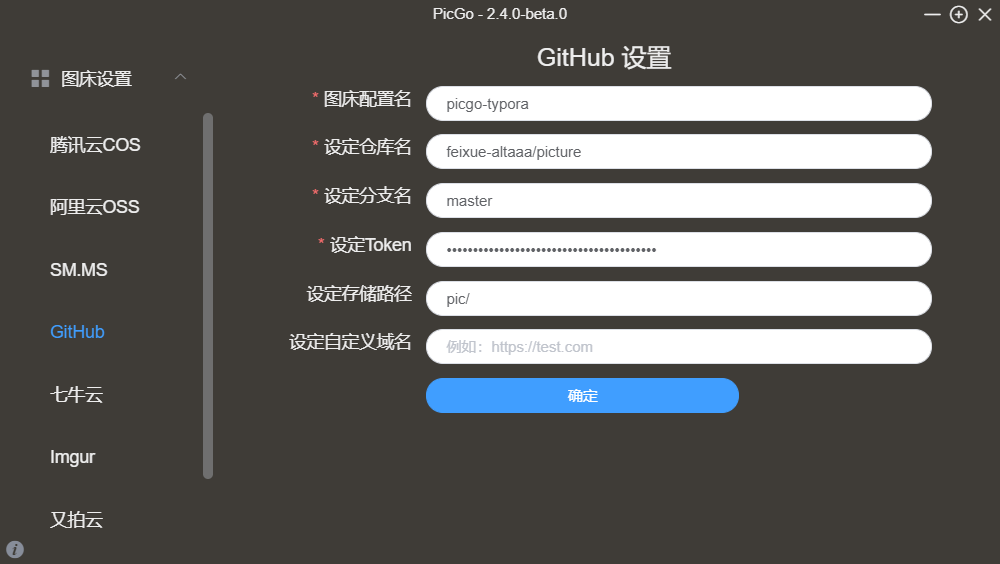 PicGo - 2.4.0-beta.0
图床设置
腾讯云COS
阿里云OSS
SM.MS
GitHub
七牛云
Imgur
又拍云
GitHub 设置
* 图床配置名
picgo-typora
* 设定仓库名
feixue-altaaa/picture
* 设定分支名
master
* 设定Token
••••••••••••••••••••••••••••••••••••••••
设定存储路径
pic/
设定自定义域名
例如：https://test.com
确定